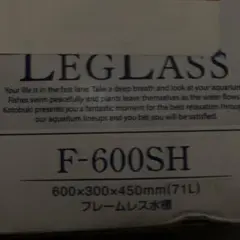 LEGLASS
Your life is in the fast lane. Take a deep breath and look at your aquarium
Fishes swim peacefully and plants leave themselves as the water flows
Kotobuki presents you a fantastic moment for the best relaxation. Peruse
our aquarium lineups and you bet you will be satisfied.
F-600SH
600×300×450mm(71L)
フレームレス水槽